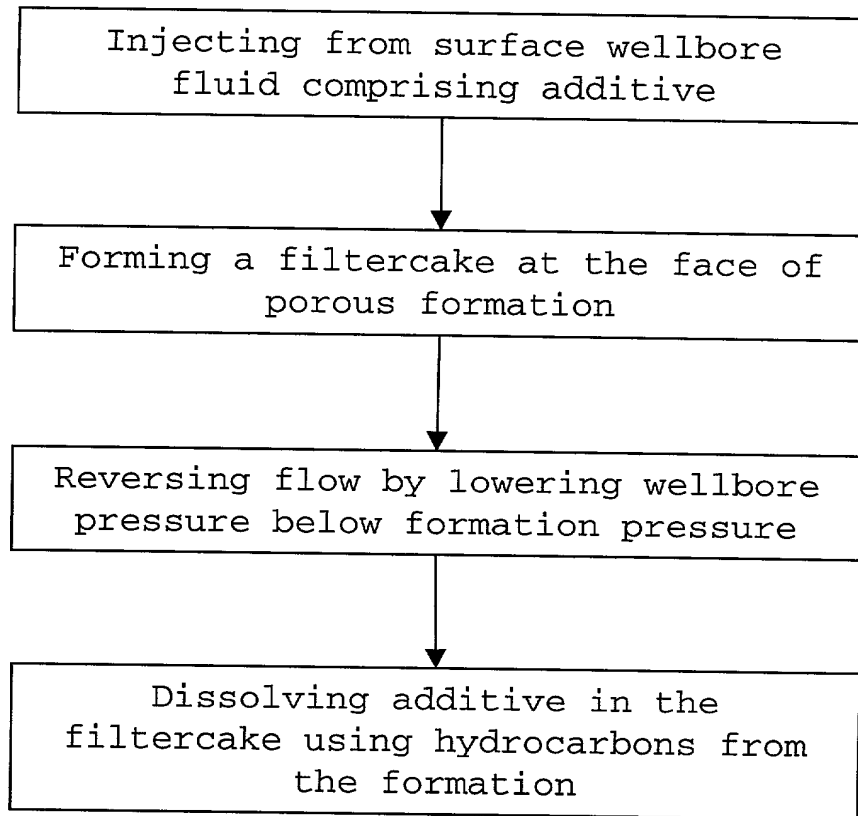 Injecting from surface wellbore
fluid comprising additive
Forming a filtercake at the face of
porous formation
Reversing flow by lowering wellbore
pressure below formation pressure
Dissolving additive in the
filtercake using hydrocarbons from
the formation